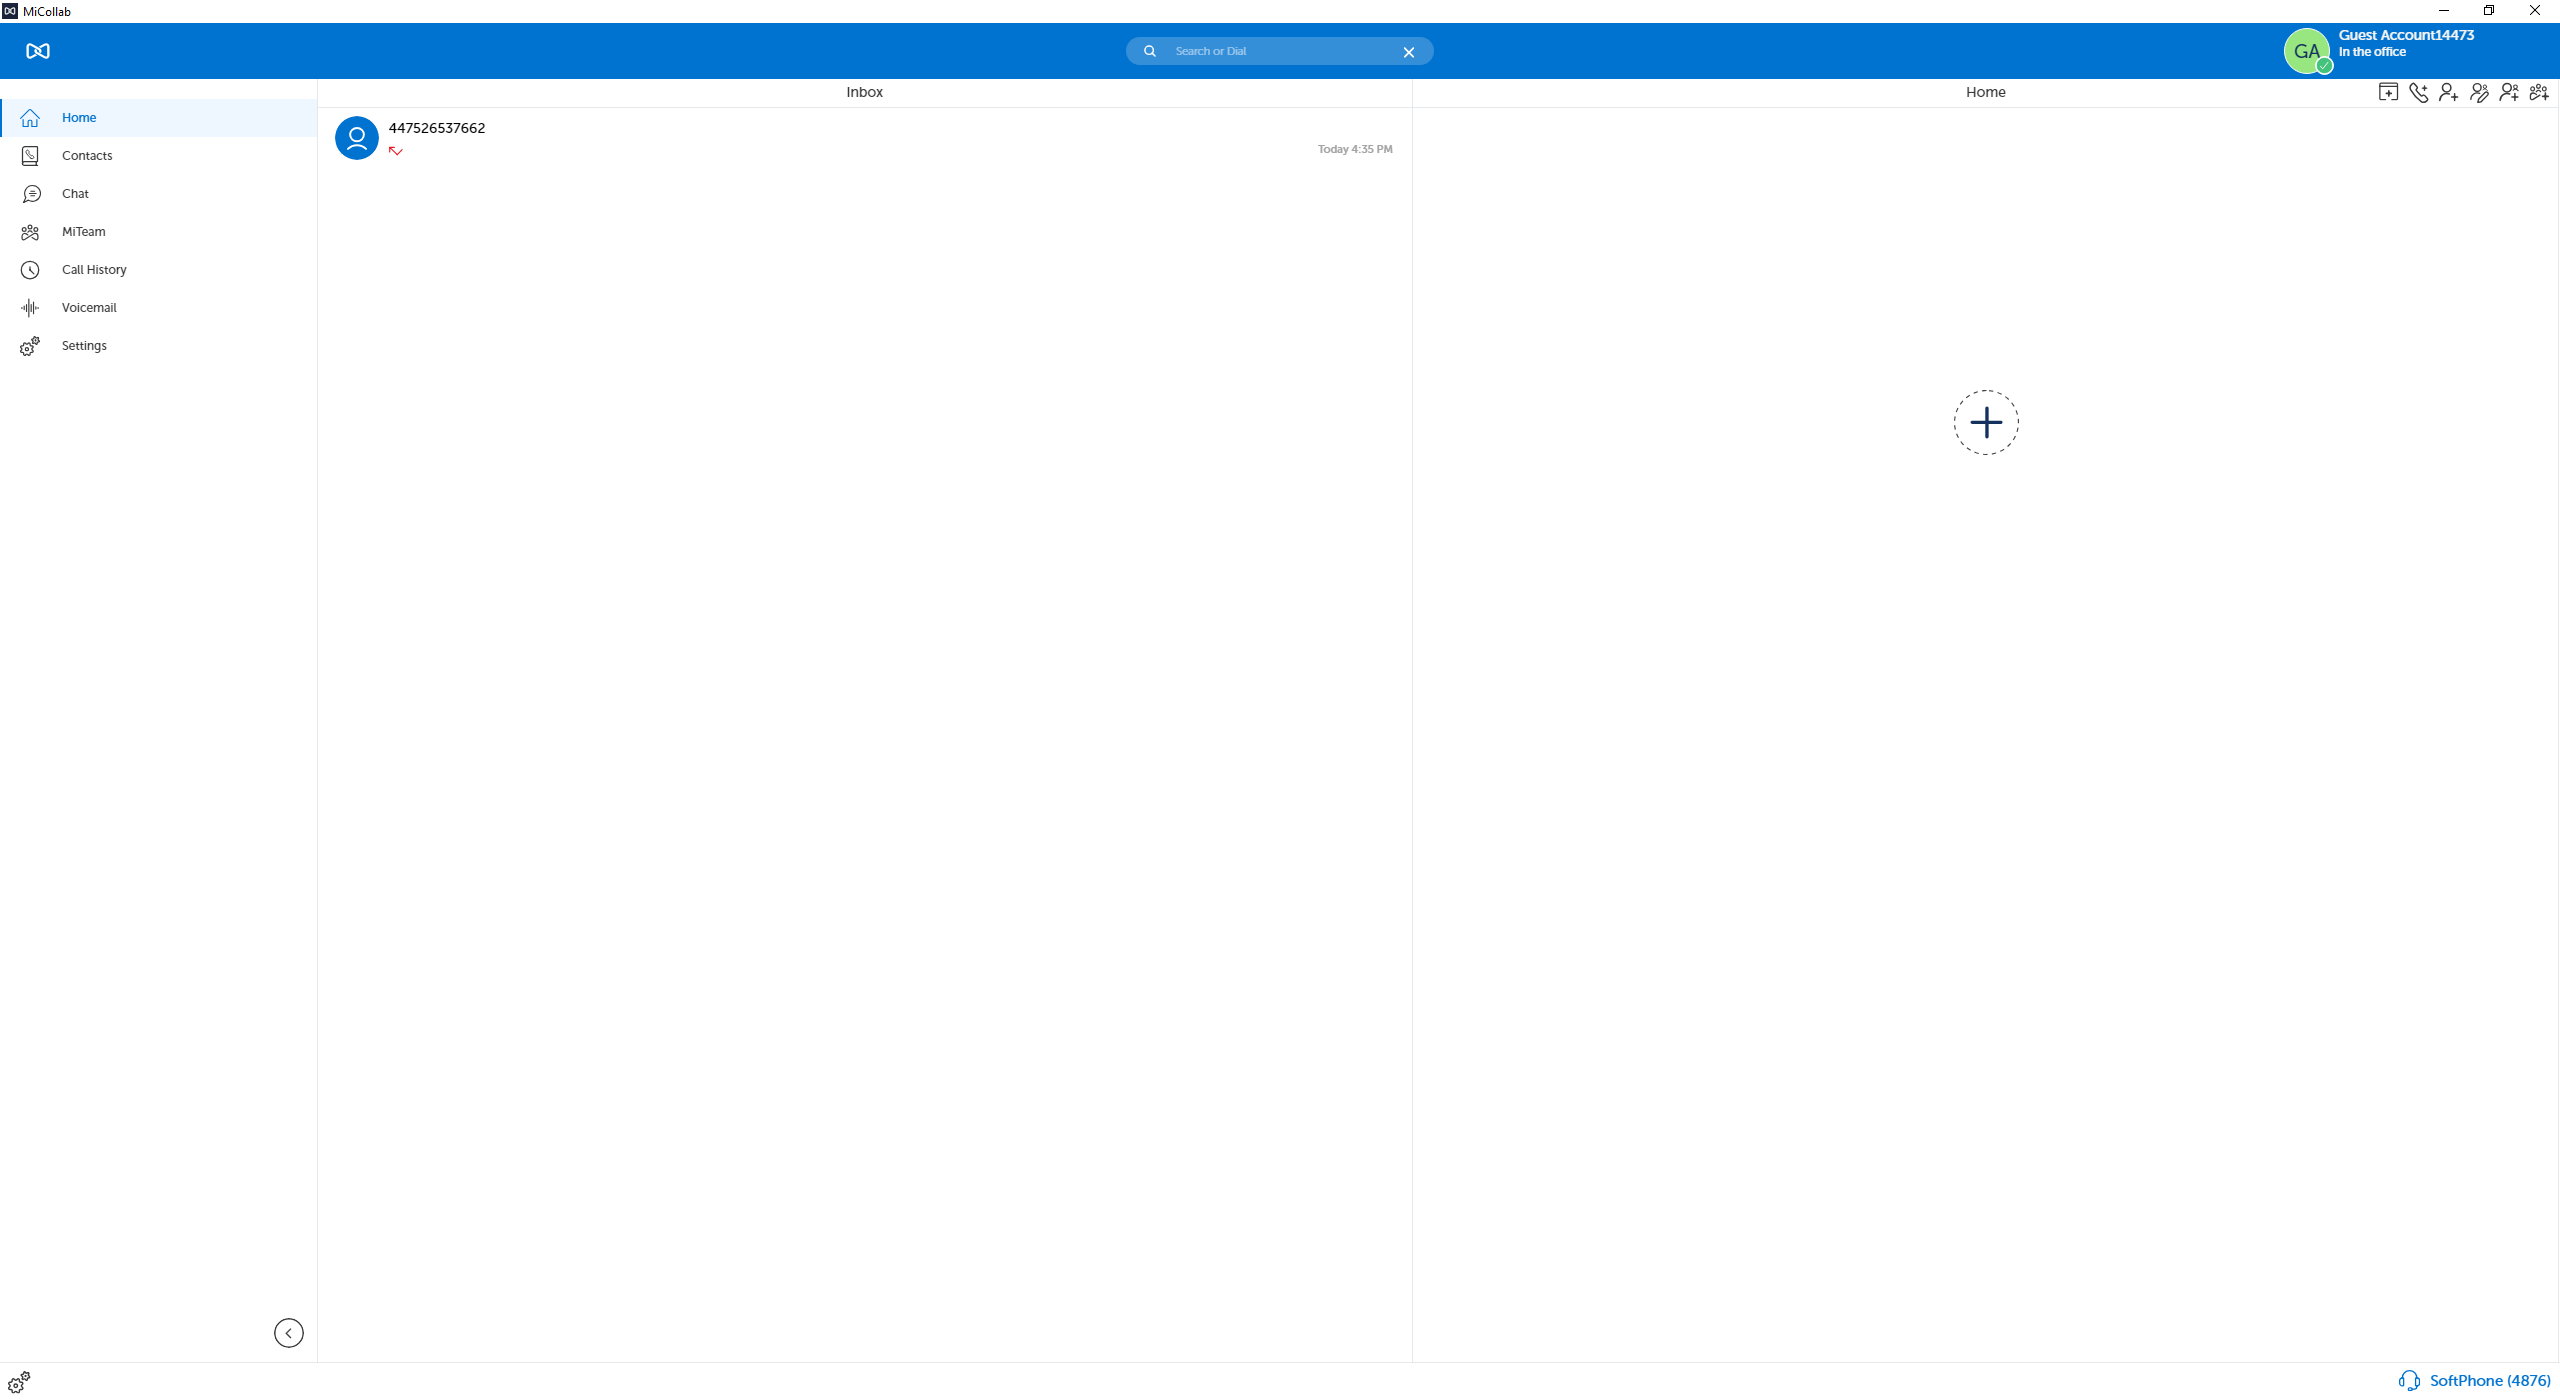 MiCollab
Search or Dial
GA
Guest Account14473
In the office
Home
Contacts
Chat
MiTeam
Call History
Voicemail
Settings
Inbox
447526537662
Today 4:35 PM
Home
SoftPhone (4876)